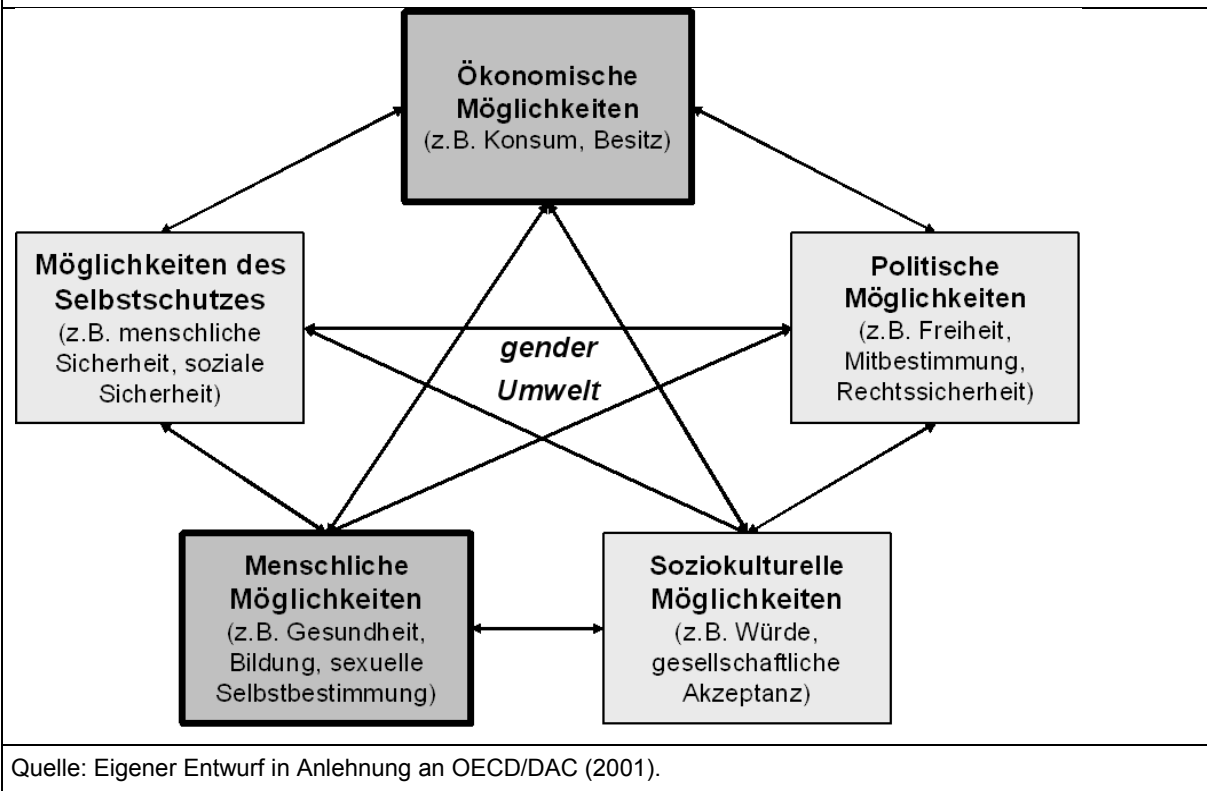 Ökonomische
Möglichkeiten
(z.B. Konsum, Besitz)
Möglichkeiten des
Selbstschutzes
(z.B. menschliche
Sicherheit, soziale
Sicherheit)
Politische
Möglichkeiten
(z.B. Freiheit,
Mitbestimmung,
Rechtssicherheit)
gender
Umwelt
Menschliche
Möglichkeiten
(z.B. Gesundheit,
Bildung, sexuelle
Selbstbestimmung)
Soziokulturelle
Möglichkeiten
(z.B. Würde,
gesellschaftliche
Akzeptanz)
Quelle: Eigener Entwurf in Anlehnung an OECD/DAC (2001).